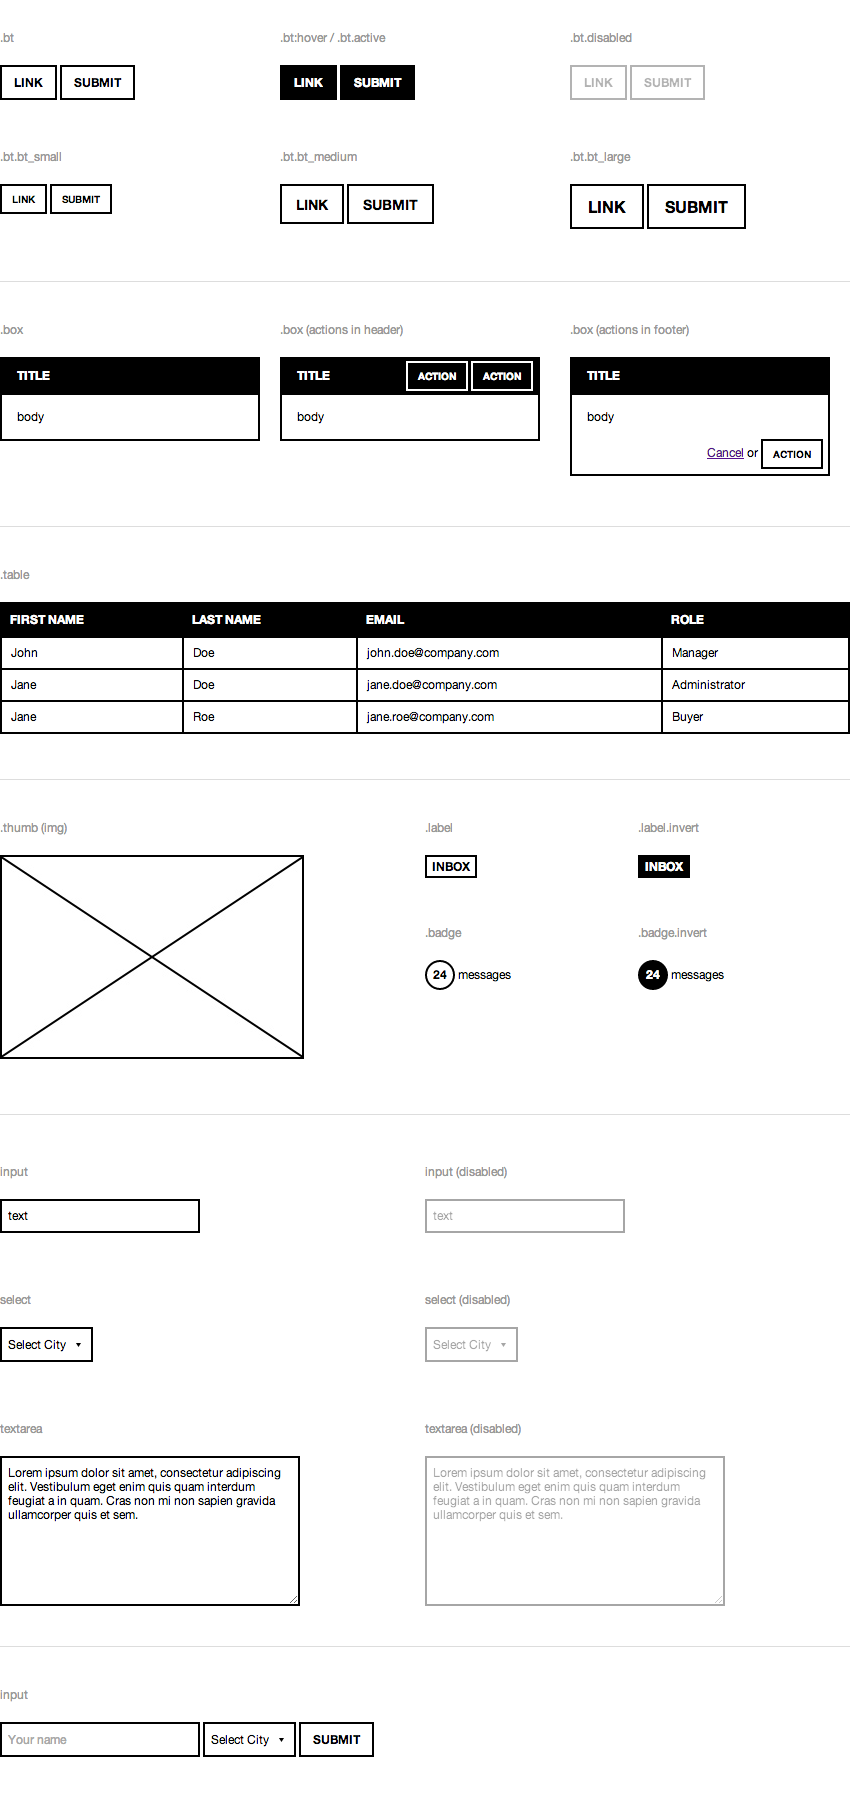 .bt
.bt:hover / .bt.active
.bt.disabled
LINK SUBMIT
LINK SUBMIT
LINK SUBMIT
.bt.bt_small
.bt.bt_medium
.bt.bt_large
LINK SUBMIT
LINK SUBMIT
LINK SUBMIT
.box
.box (actions in header)
.box (actions in footer)
TITLE
body
TITLE ACTION ACTION
body
TITLE
body
Cancel or ACTION
.table
FIRST NAME LAST NAME EMAIL ROLE
John Doe john.doe@company.com Manager
Jane Doe jane.doe@company.com Administrator
Jane Roe jane.roe@company.com Buyer
.thumb (img)
.label
.label.invert
INBOX
INBOX
.badge
.badge.invert
24 messages
24 messages
input
input (disabled)
text
text
select
select (disabled)
Select City
Select City
textarea
textarea (disabled)
Lorem ipsum dolor sit amet, consectetur adipiscing
elit. Vestibulum eget enim quis quam interdum
feugiat a in quam. Cras non mi non sapien gravida
ullamcorper quis et sem.
Lorem ipsum dolor sit amet, consectetur adipiscing
elit. Vestibulum eget enim quis quam interdum
feugiat a in quam. Cras non mi non sapien gravida
ullamcorper quis et sem.
input
Your name Select City SUBMIT